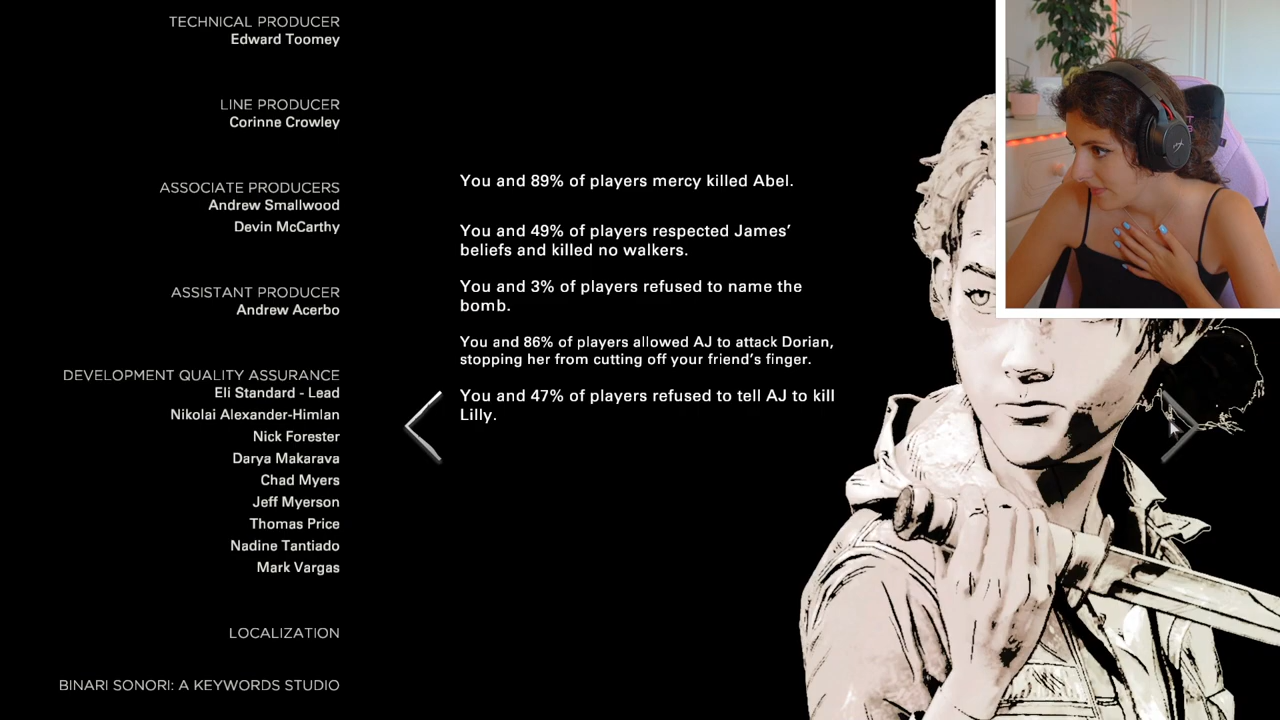 TECHNICAL PRODUCER
Edward Toomey
LINE PRODUCER
Corinne Crowley
ASSOCIATE PRODUCERS
Andrew Smallwood
Devin McCarthy
ASSISTANT PRODUCER
Andrew Acerbo
DEVELOPMENT QUALITY ASSURANCE
Eli Standard - Lead
Nikolai Alexander-Himlan
Nick Forester
Darya Makarava
Chad Myers
Jeff Myerson
Thomas Price
Nadine Tantiado
Mark Vargas
LOCALIZATION
BINARI SONORI: A KEYWORDS STUDIO
You and 89% of players mercy killed Abel.
You and 49% of players respected James’
beliefs and killed no walkers.
You and 3% of players refused to name the
bomb.
You and 86% of players allowed AJ to attack Dorian,
stopping her from cutting off your friend’s finger.
You and 47% of players refused to tell AJ to kill
Lilly.